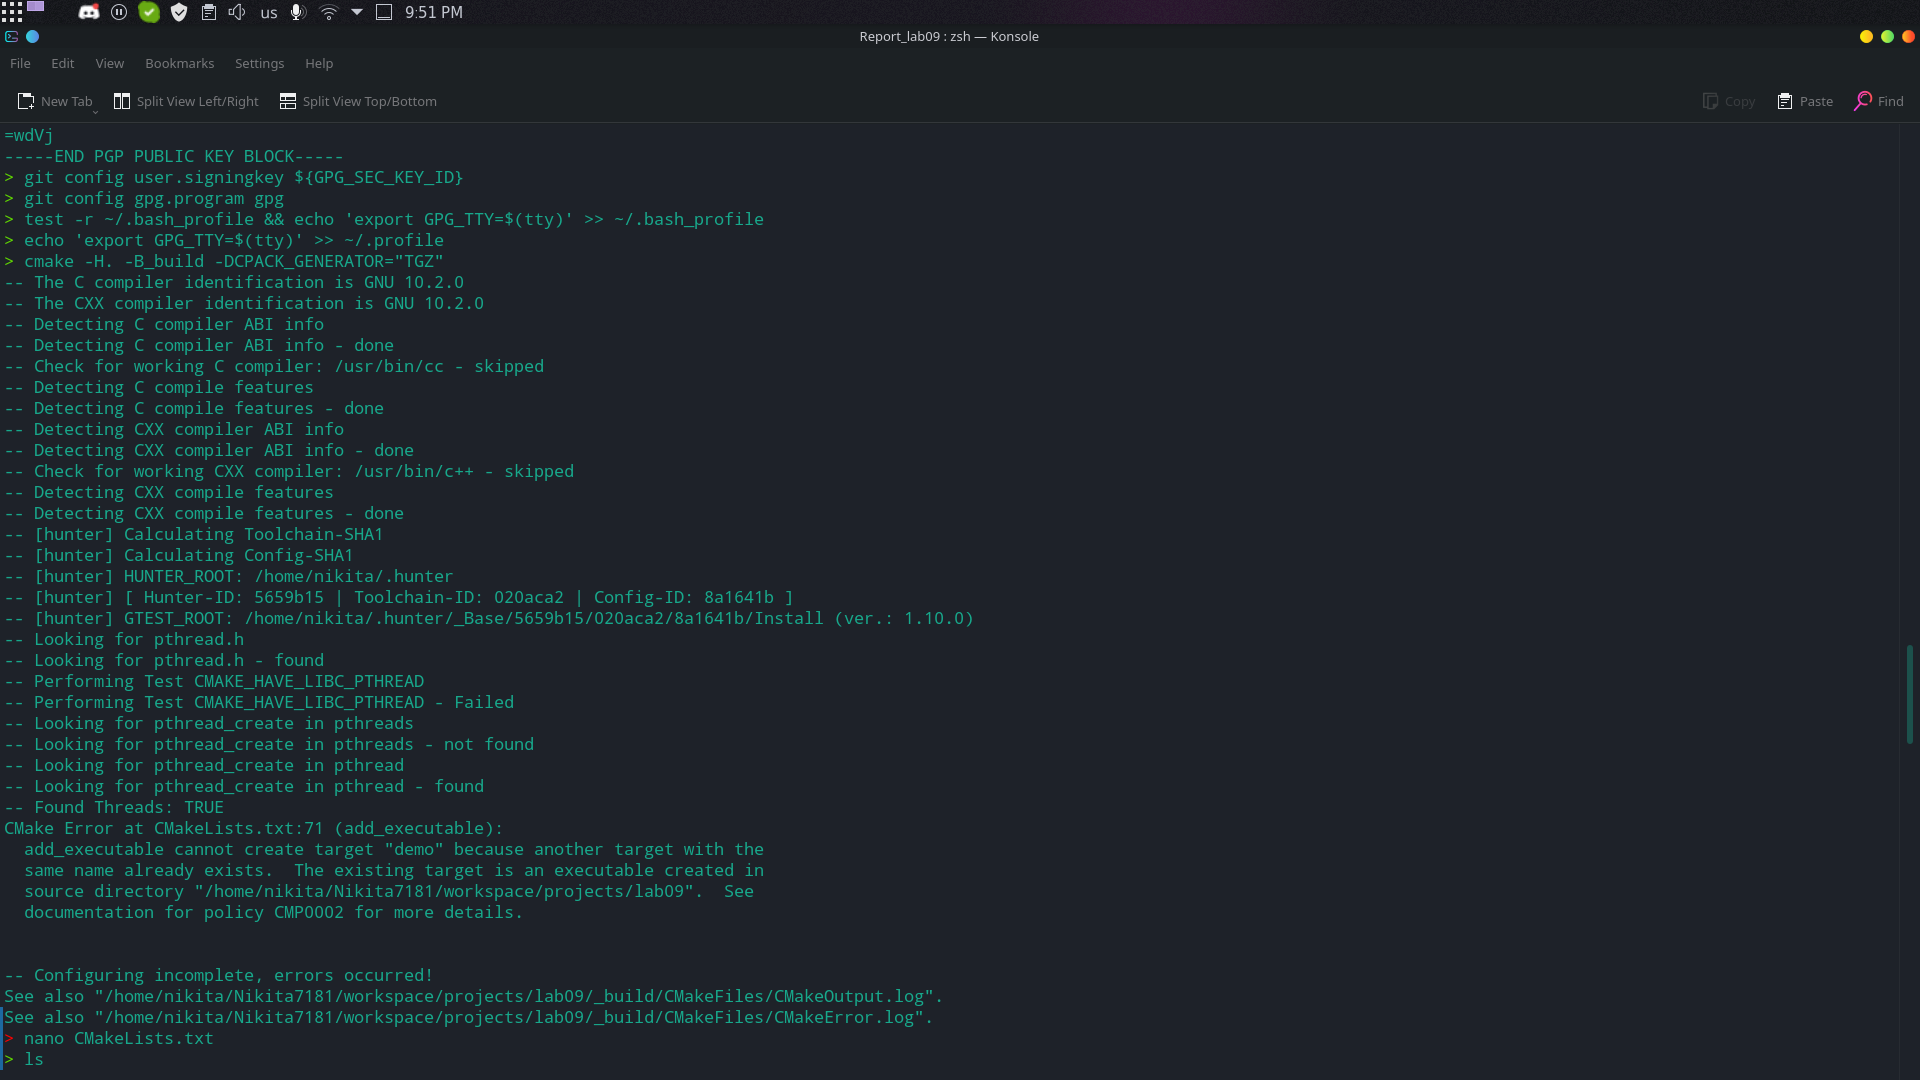 us 9:51 PM
Report_lab09 : zsh — Konsole
File Edit View Bookmarks Settings Help
New Tab Split View Left/Right Split View Top/Bottom Copy Paste Find
=wdVj
-----END PGP PUBLIC KEY BLOCK-----
> git config user.signingkey ${GPG_SEC_KEY_ID}
> git config gpg.program gpg
> test -r ~/.bash_profile && echo 'export GPG_TTY=$(tty)' >> ~/.bash_profile
> echo 'export GPG_TTY=$(tty)' >> ~/.profile
> cmake -H. -B_build -DCPACK_GENERATOR="TGZ"
-- The C compiler identification is GNU 10.2.0
-- The CXX compiler identification is GNU 10.2.0
-- Detecting C compiler ABI info
-- Detecting C compiler ABI info - done
-- Check for working C compiler: /usr/bin/cc - skipped
-- Detecting C compile features
-- Detecting C compile features - done
-- Detecting CXX compiler ABI info
-- Detecting CXX compiler ABI info - done
-- Check for working CXX compiler: /usr/bin/c++ - skipped
-- Detecting CXX compile features
-- Detecting CXX compile features - done
-- [hunter] Calculating Toolchain-SHA1
-- [hunter] Calculating Config-SHA1
-- [hunter] HUNTER_ROOT: /home/nikita/.hunter
-- [hunter] [ Hunter-ID: 5659b15 | Toolchain-ID: 020aca2 | Config-ID: 8a1641b ]
-- [hunter] GTEST_ROOT: /home/nikita/.hunter/_Base/5659b15/020aca2/8a1641b/Install (ver.: 1.10.0)
-- Looking for pthread.h
-- Looking for pthread.h - found
-- Performing Test CMAKE_HAVE_LIBC_PTHREAD
-- Performing Test CMAKE_HAVE_LIBC_PTHREAD - Failed
-- Looking for pthread_create in pthreads
-- Looking for pthread_create in pthreads - not found
-- Looking for pthread_create in pthread
-- Looking for pthread_create in pthread - found
-- Found Threads: TRUE
CMake Error at CMakeLists.txt:71 (add_executable):
  add_executable cannot create target "demo" because another target with the
  same name already exists.  The existing target is an executable created in
  source directory "/home/nikita/Nikita7181/workspace/projects/lab09".  See
  documentation for policy CMP0002 for more details.
-- Configuring incomplete, errors occurred!
See also "/home/nikita/Nikita7181/workspace/projects/lab09/_build/CMakeFiles/CMakeOutput.log".
See also "/home/nikita/Nikita7181/workspace/projects/lab09/_build/CMakeFiles/CMakeError.log".
> nano CMakeLists.txt
> ls